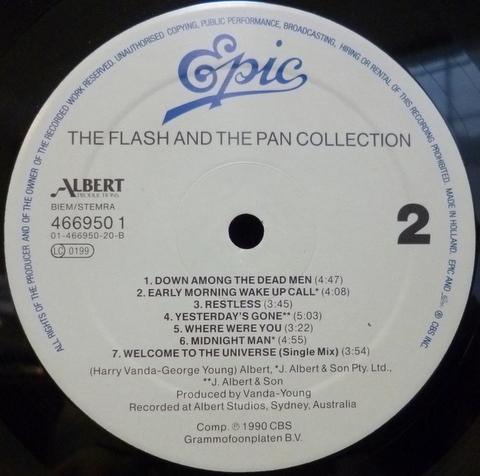 ALL RIGHTS OF THE PRODUCER AND OF THE OWNER OF THE RECORDED WORK RESERVED. UNAUTHORISED COPYING, PUBLIC PERFORMANCE, BROADCASTING, HIRING OR RENTAL OF THIS RECORDING PROHIBITED. MADE IN HOLLAND. EPIC AND
℗ CBS INC.
Epic
THE FLASH AND THE PAN COLLECTION
ALBERT
PRODUCTIONS
BIEM/STEMRA
466950 1
01-466950-20-B
LC 0199
2
1. DOWN AMONG THE DEAD MEN (4:47)
2. EARLY MORNING WAKE UP CALL* (4:08)
3. RESTLESS (3:45)
4. YESTERDAY'S GONE** (5:03)
5. WHERE WERE YOU (3:22)
6. MIDNIGHT MAN* (4:55)
7. WELCOME TO THE UNIVERSE (Single Mix) (3:54)
(Harry Vanda-George Young) Albert, *J. Albert & Son Pty. Ltd.,
**J. Albert & Son
Produced by Vanda-Young
Recorded at Albert Studios, Sydney, Australia
Comp. ℗ 1990 CBS
Grammofoonplaten B.V.